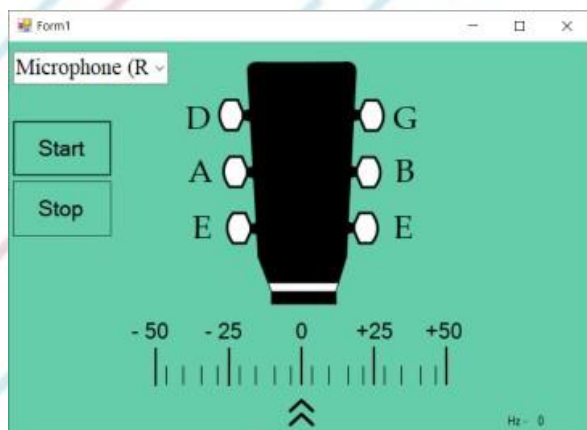 Form1
Microphone (R
Start
Stop
D G
A B
E E
- 50 - 25 0 +25 +50
Hz - 0